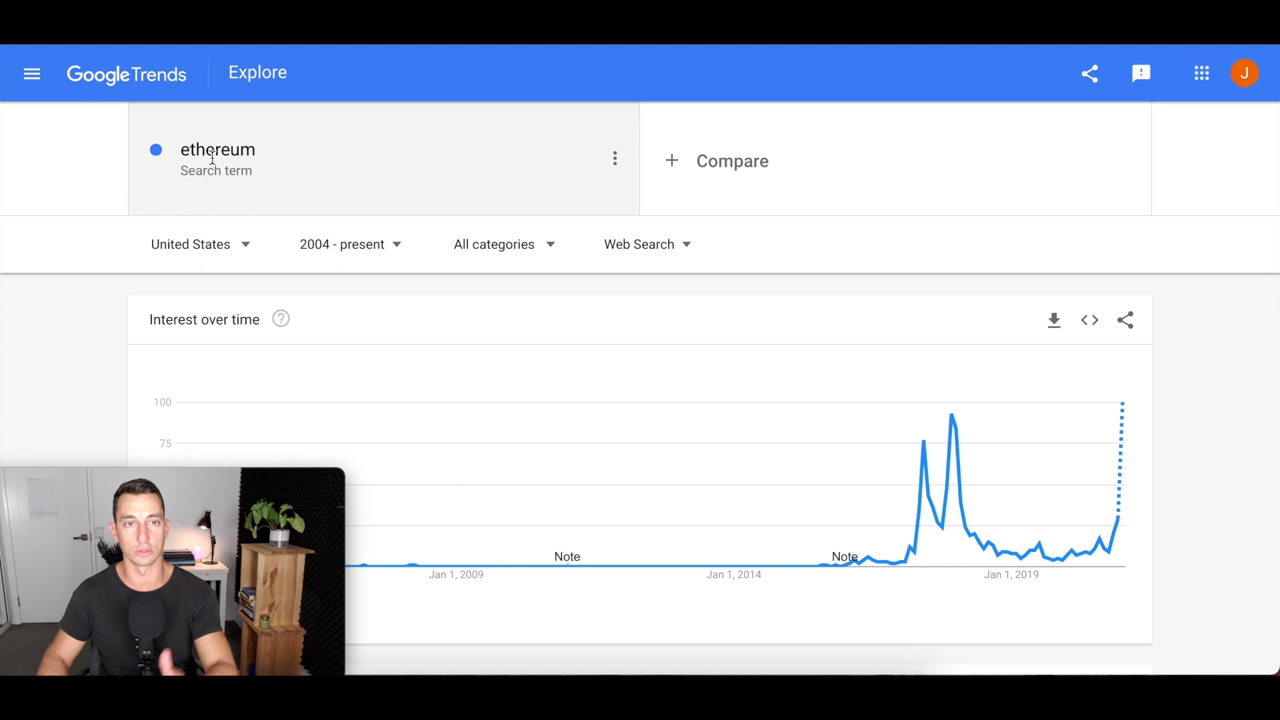 Google Trends Explore J
ethereum
Search term
+ Compare
United States 2004 - present All categories Web Search
Interest over time ?
100
75
Note Note
Jan 1, 2009 Jan 1, 2014 Jan 1, 2019